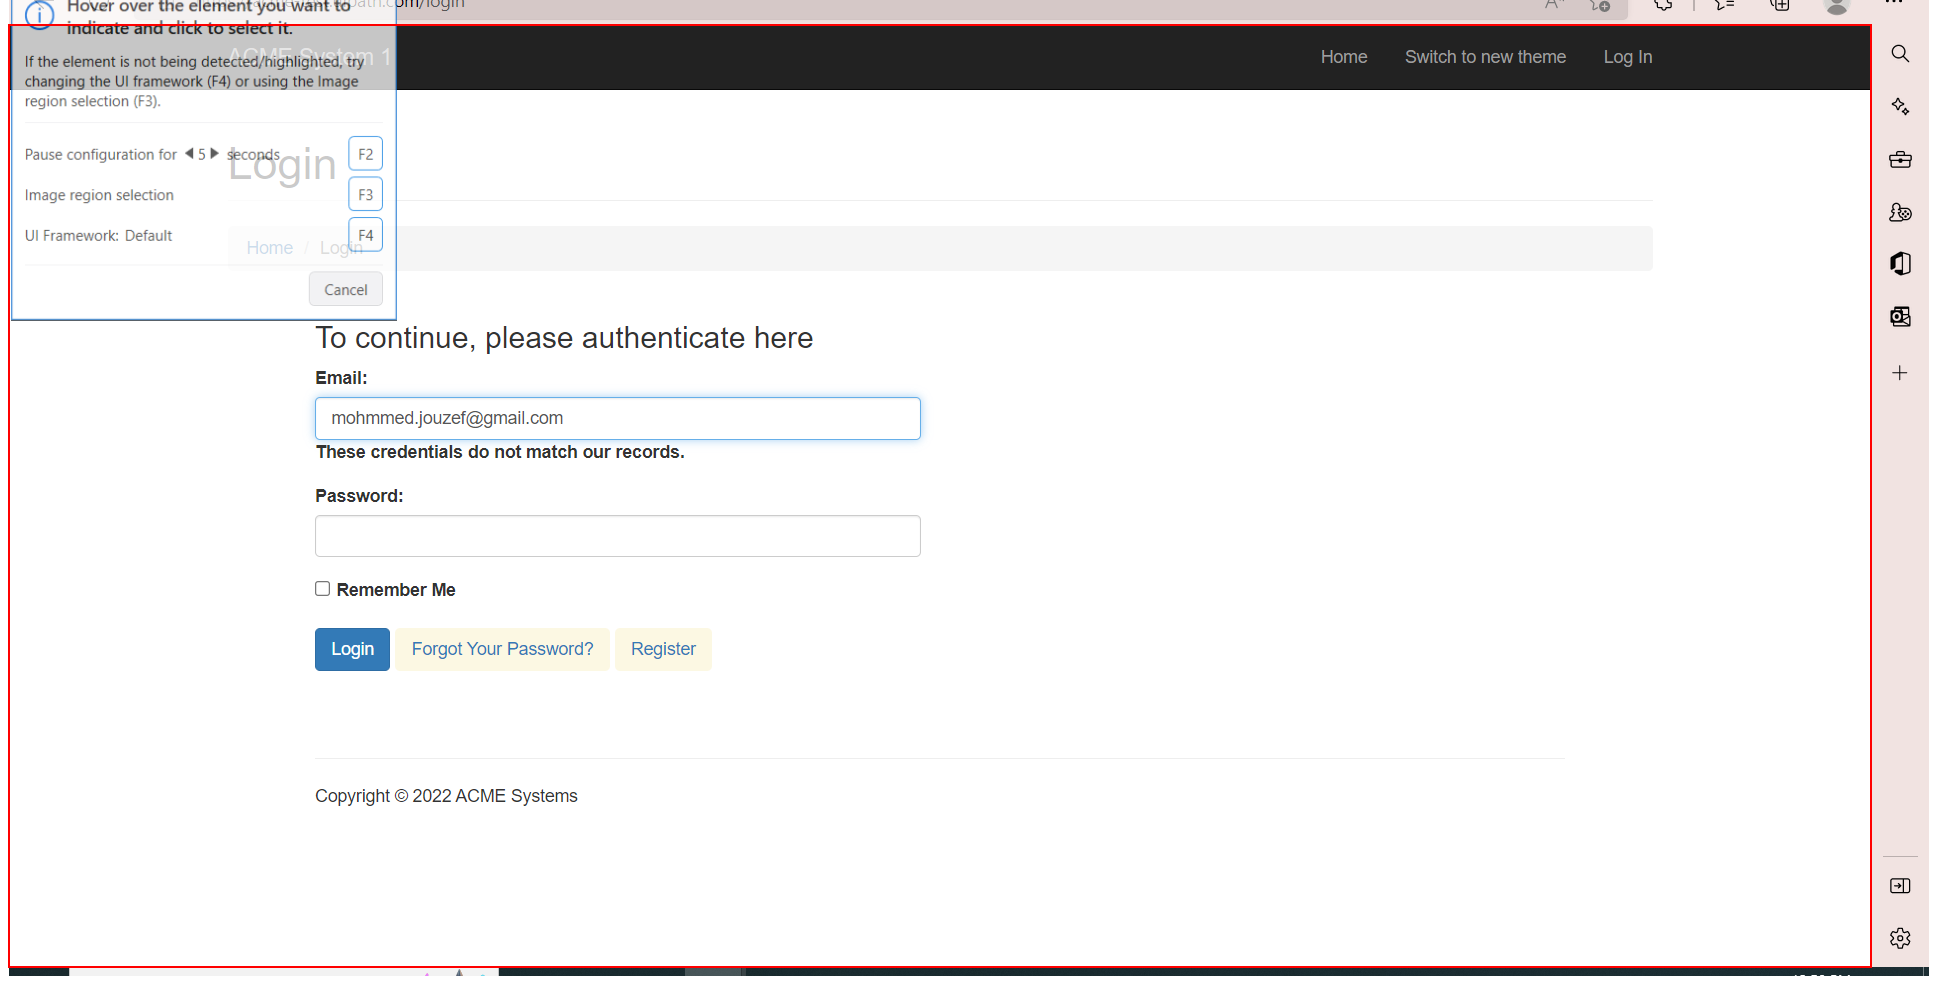 Hover over the element you want to
indicate and click to select it.
If the element is not being detected/highlighted, try
changing the UI framework (F4) or using the Image
region selection (F3).
Pause configuration for 5 seconds F2
Image region selection F3
UI Framework: Default F4
Cancel
path.com/login
ACME System 1
Home Switch to new theme Log In
Login
Home / Login
To continue, please authenticate here
Email:
mohmmed.jouzef@gmail.com
These credentials do not match our records.
Password:
Remember Me
Login Forgot Your Password? Register
Copyright © 2022 ACME Systems